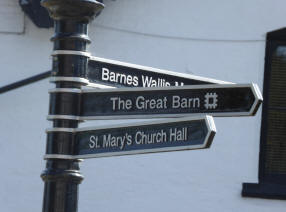 Barnes Wallis
The Great Barn
St. Mary's Church Hall